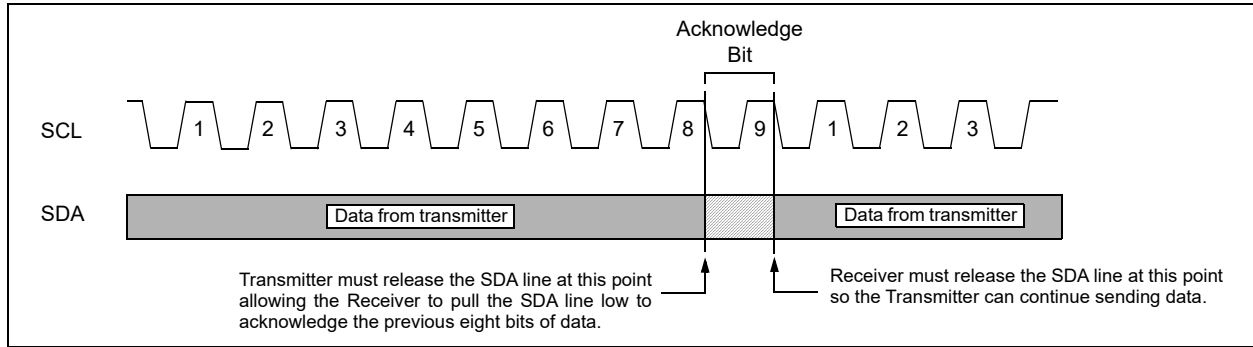 Acknowledge
Bit
SCL
1 2 3 4 5 6 7 8 9 1 2 3
SDA
Data from transmitter
Data from transmitter
Transmitter must release the SDA line at this point
allowing the Receiver to pull the SDA line low to
acknowledge the previous eight bits of data.
Receiver must release the SDA line at this point
so the Transmitter can continue sending data.